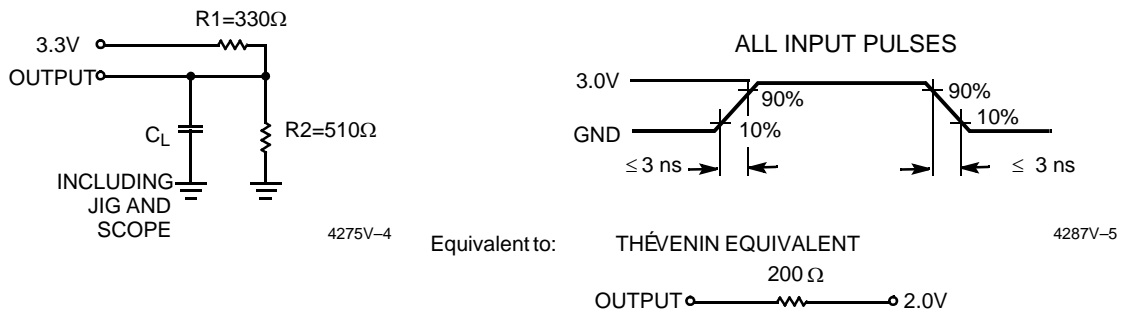 R1=330Ω
3.3V
OUTPUT
CL
R2=510Ω
INCLUDING
JIG AND
SCOPE
4275V–4
ALL INPUT PULSES
3.0V
90%
90%
GND
10%
10%
≤ 3 ns
≤ 3 ns
4287V–5
Equivalent to:
THÉVENIN EQUIVALENT
200 Ω
OUTPUT
2.0V